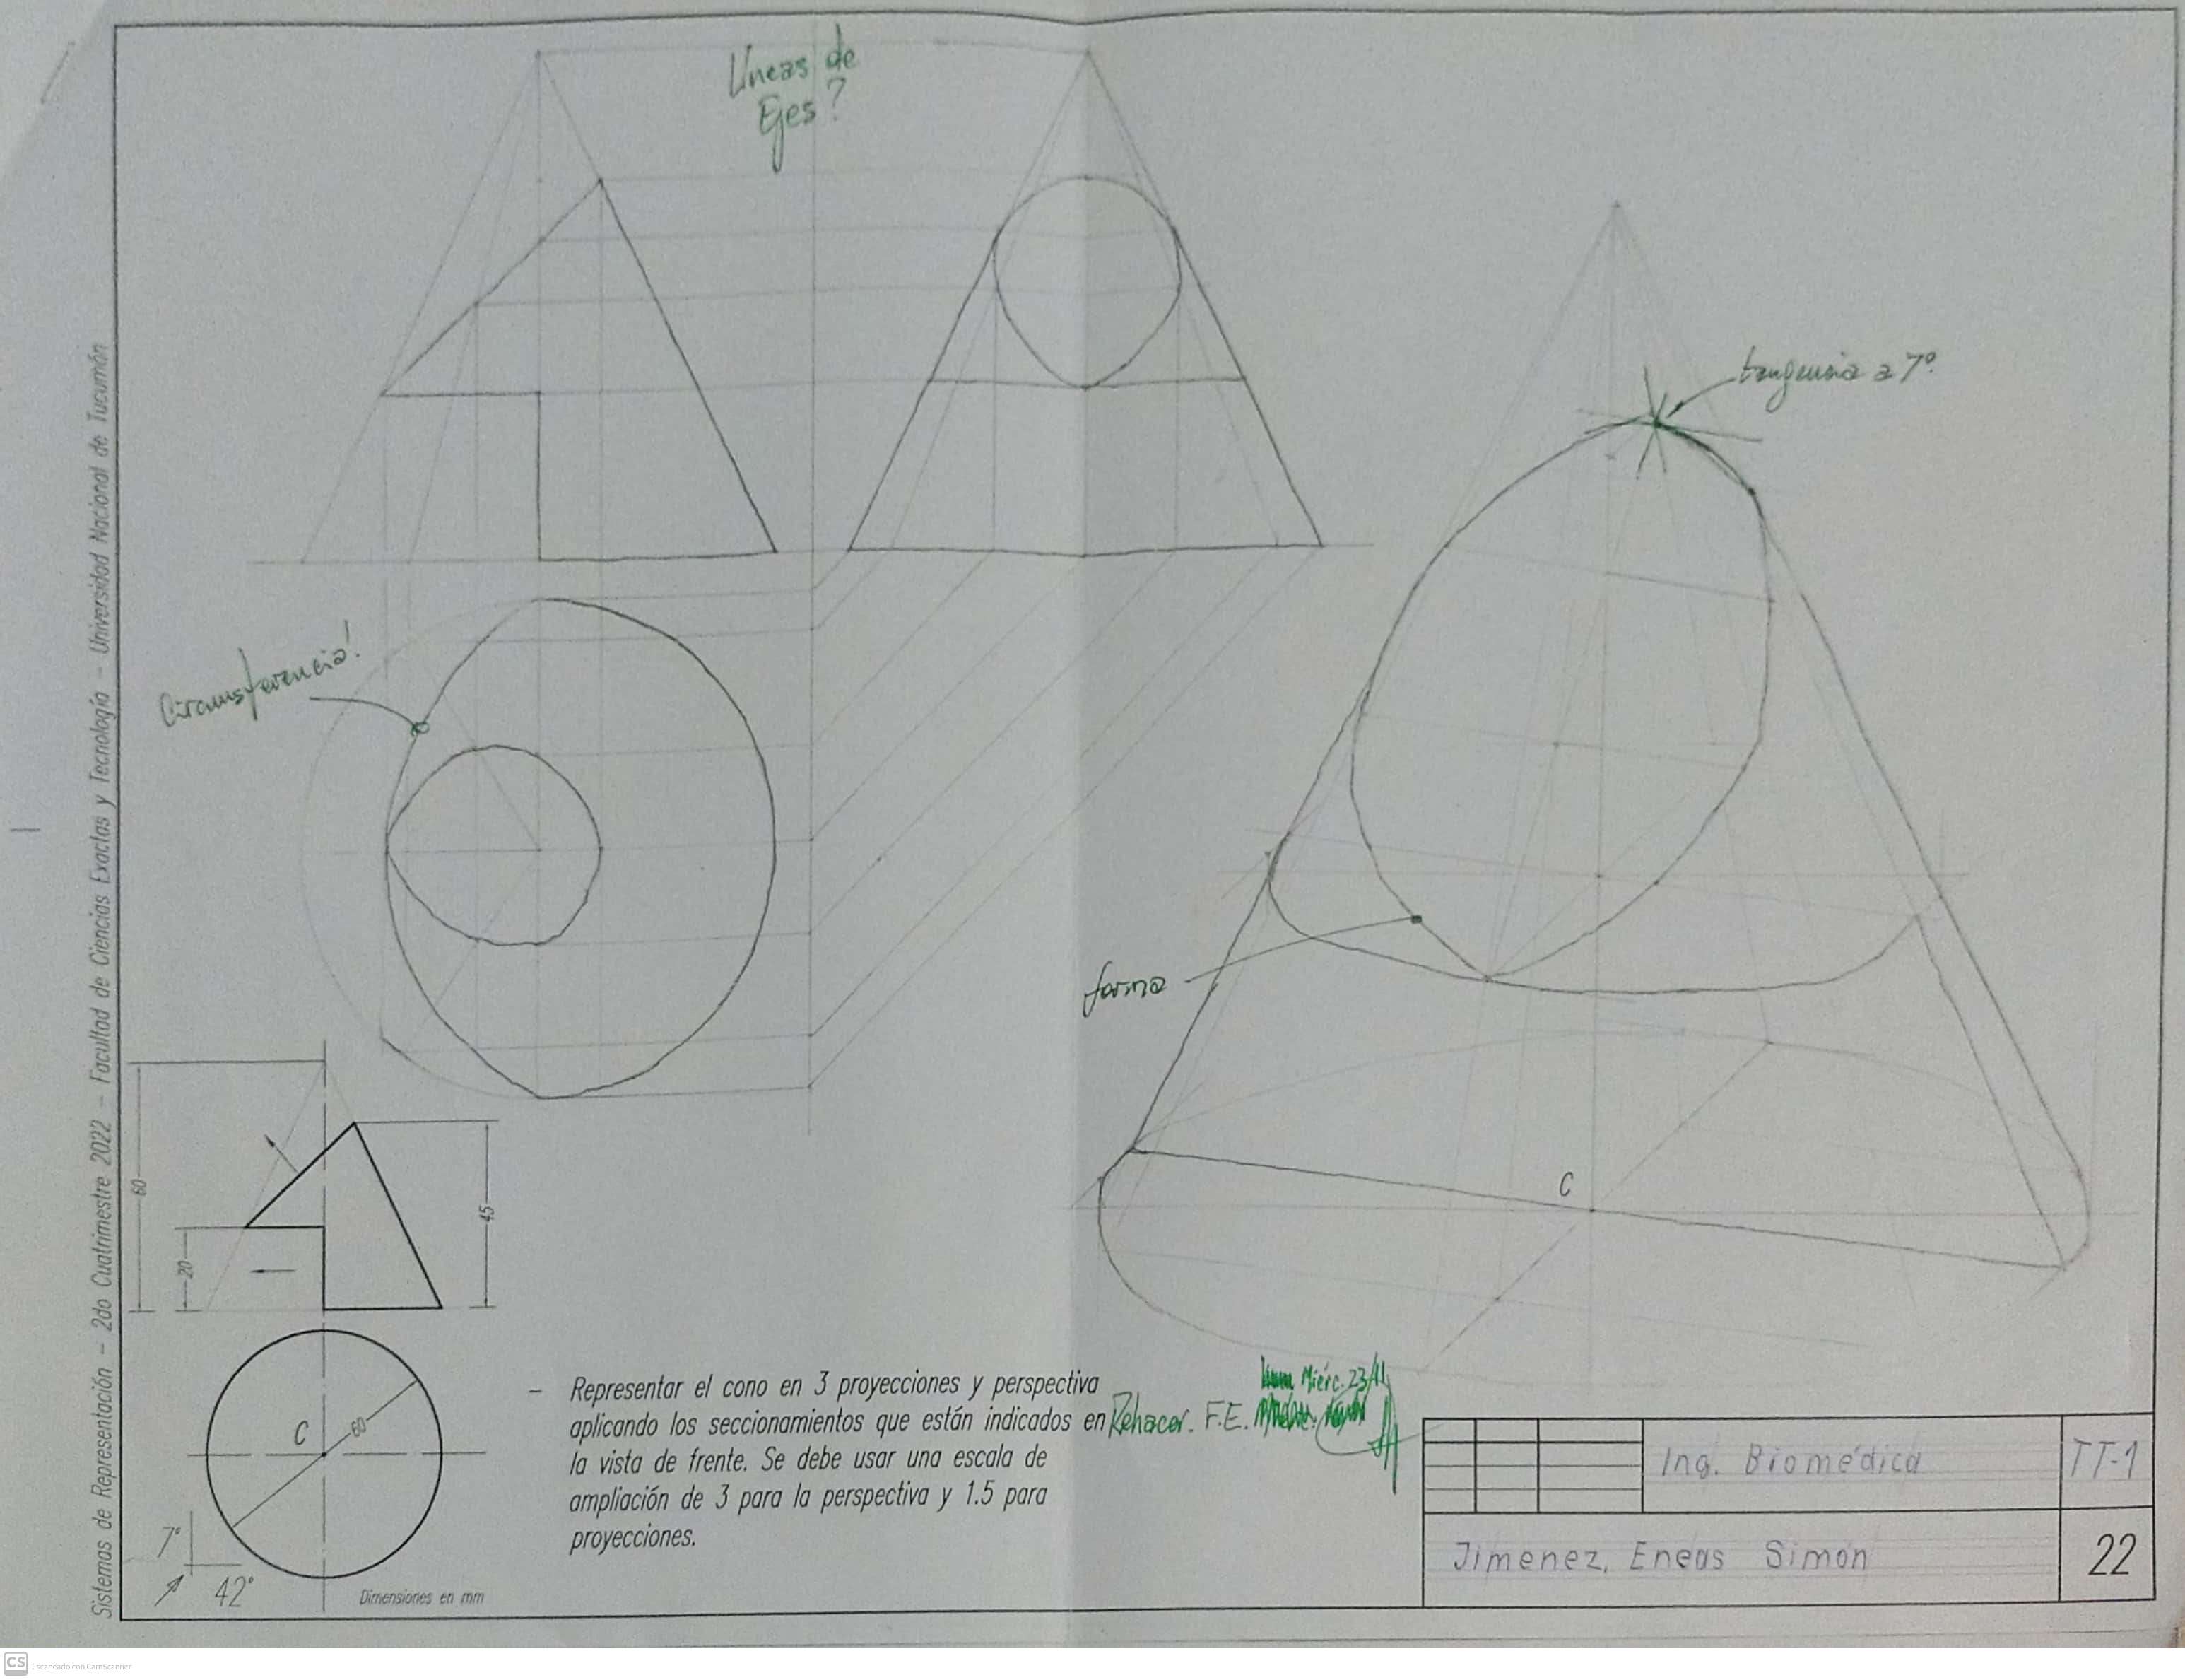 Líneas de
Ejes?
tangencia a 7°
Circunsferencia!
forma
C
Sistemas de Representación - 2do Cuatrimestre 2022 - Facultad de Ciencias Exactas y Tecnología - Universidad Nacional de Tucumán
60
45
20
C
60
7°
42°
Dimensiones en mm
- Representar el cono en 3 proyecciones y perspectiva
aplicando los seccionamientos que están indicados en
la vista de frente. Se debe usar una escala de
ampliación de 3 para la perspectiva y 1.5 para
proyecciones.
Miérc. 23/11
Rehacer. F.E.
Ing. Biomédica
TT-1
Jimenez, Eneas Simón
22
CS Escaneado con CamScanner